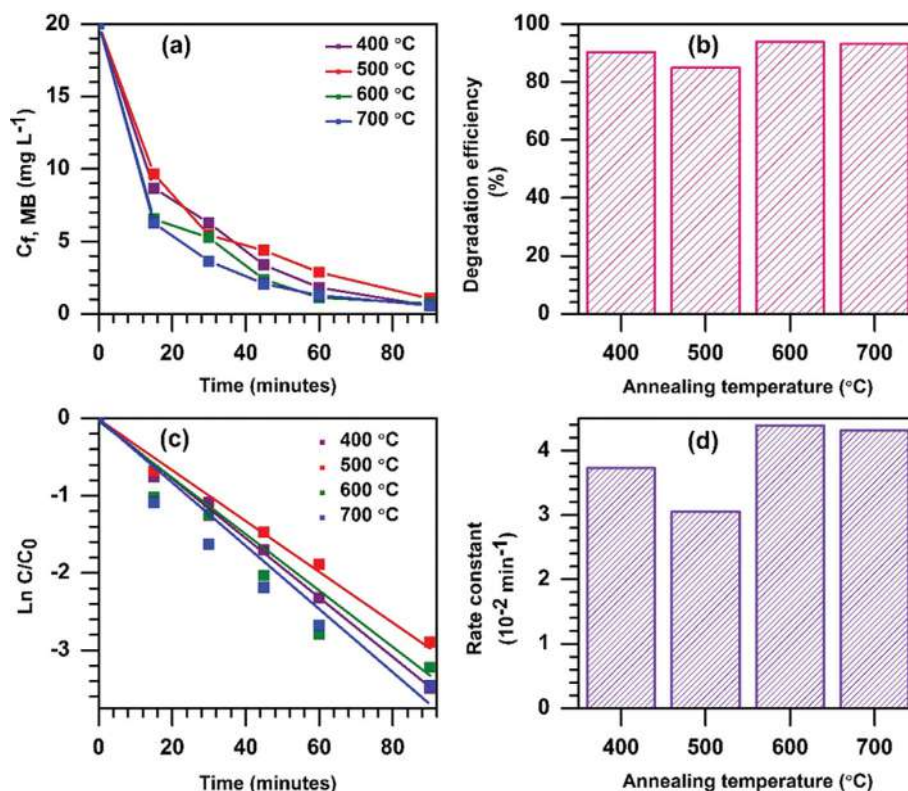 (a)
400 °C
500 °C
600 °C
700 °C
C_f, MB (mg L⁻¹)
20
15
10
5
0
0 20 40 60 80
Time (minutes)
(b)
Degradation efficiency
(%)
100
80
60
40
20
0
400 500 600 700
Annealing temperature (°C)
(c)
400 °C
500 °C
600 °C
700 °C
Ln C/C₀
0
-1
-2
-3
0 20 40 60 80
Time (minutes)
(d)
Rate constant
(10⁻² min⁻¹)
4
3
2
1
0
400 500 600 700
Annealing temperature (°C)